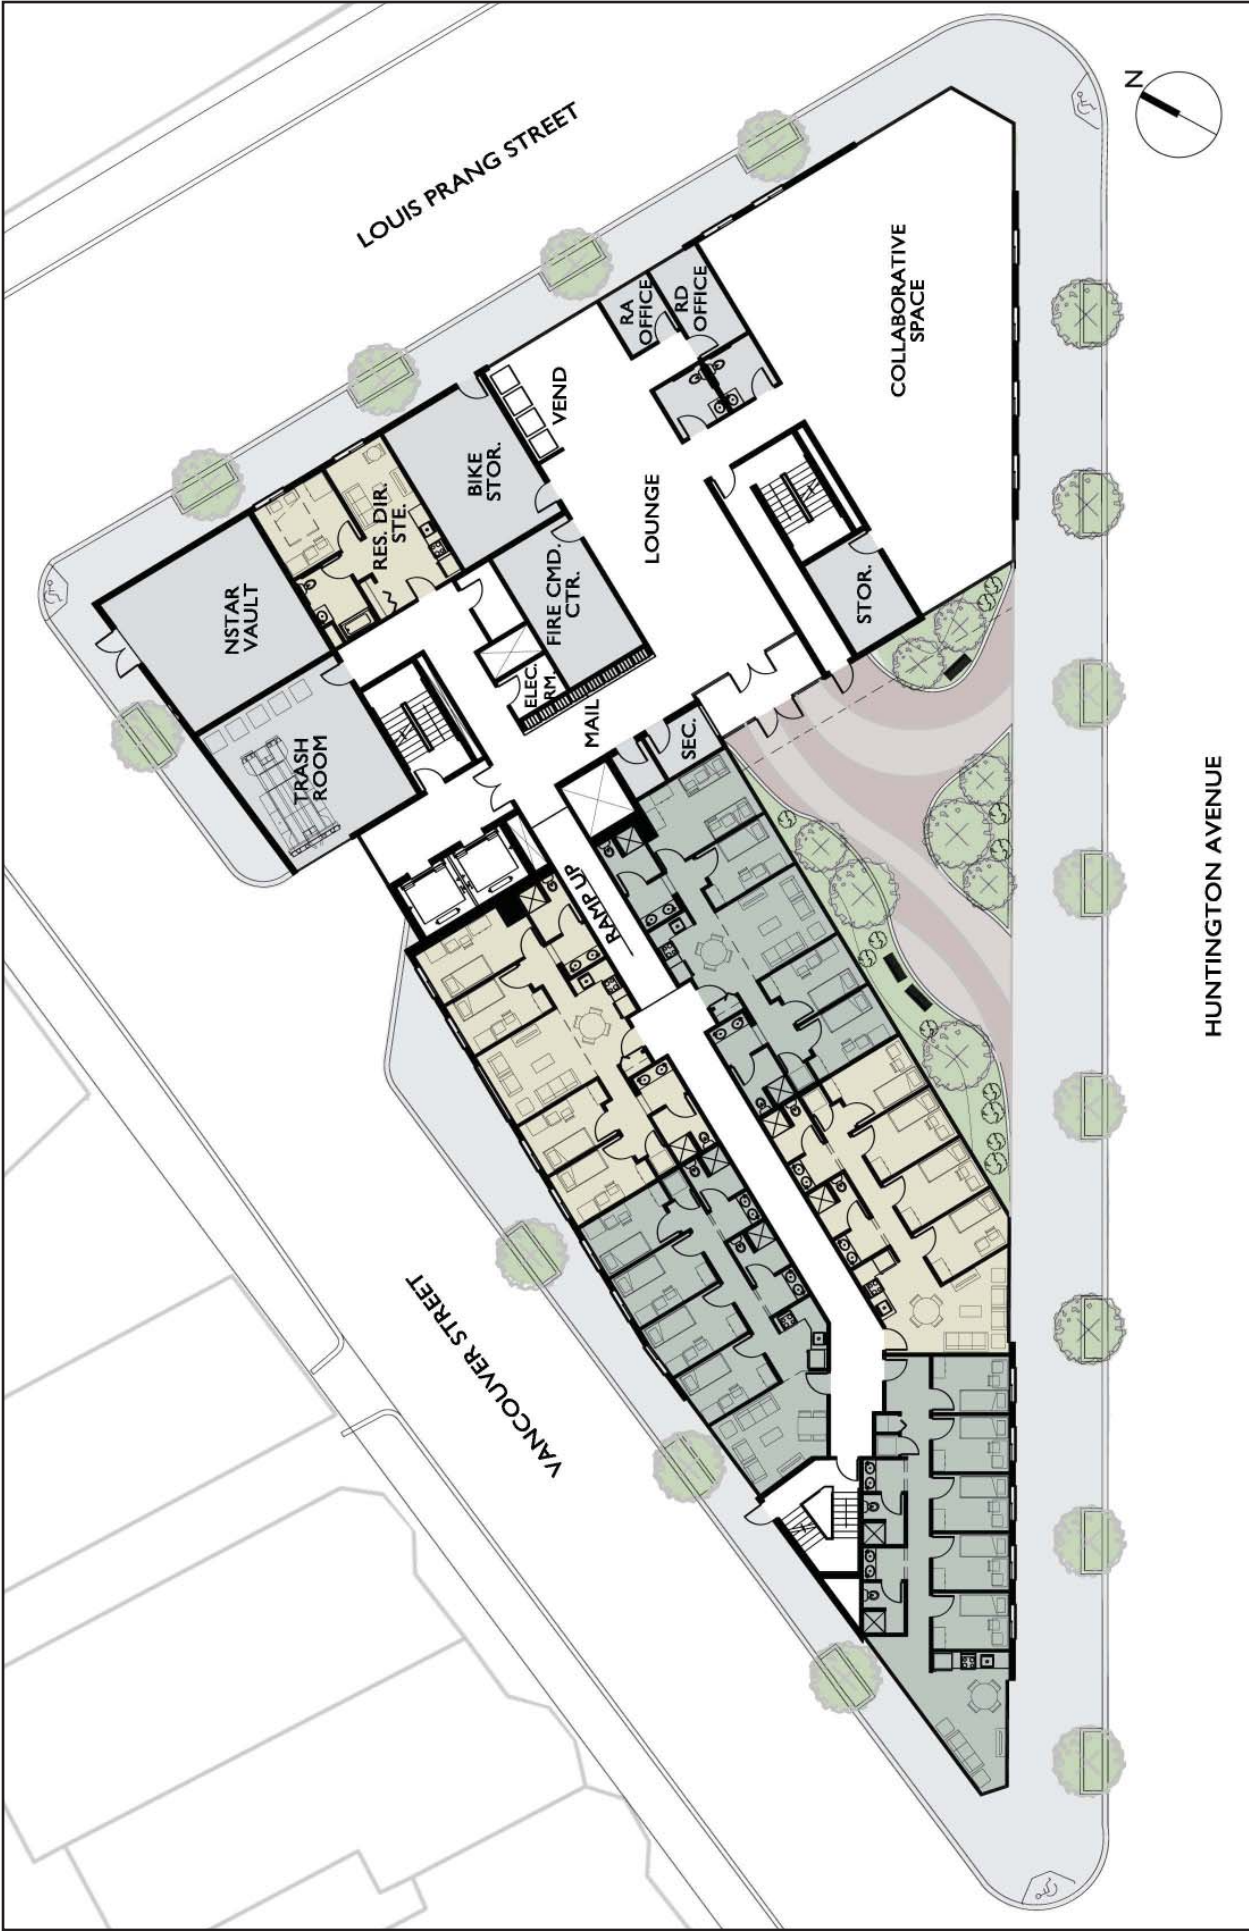 N
LOUIS PRANG STREET
COLLABORATIVE
SPACE
RA
OFFICE
RD
OFFICE
VEND
BIKE
STOR.
LOUNGE
RES. DIR.
STE.
FIRE CMD.
CTR.
STOR.
NSTAR
VAULT
ELEC.
RM.
MAIL
SEC.
TRASH
ROOM
RAMP UP
HUNTINGTON AVENUE
VANCOUVER STREET